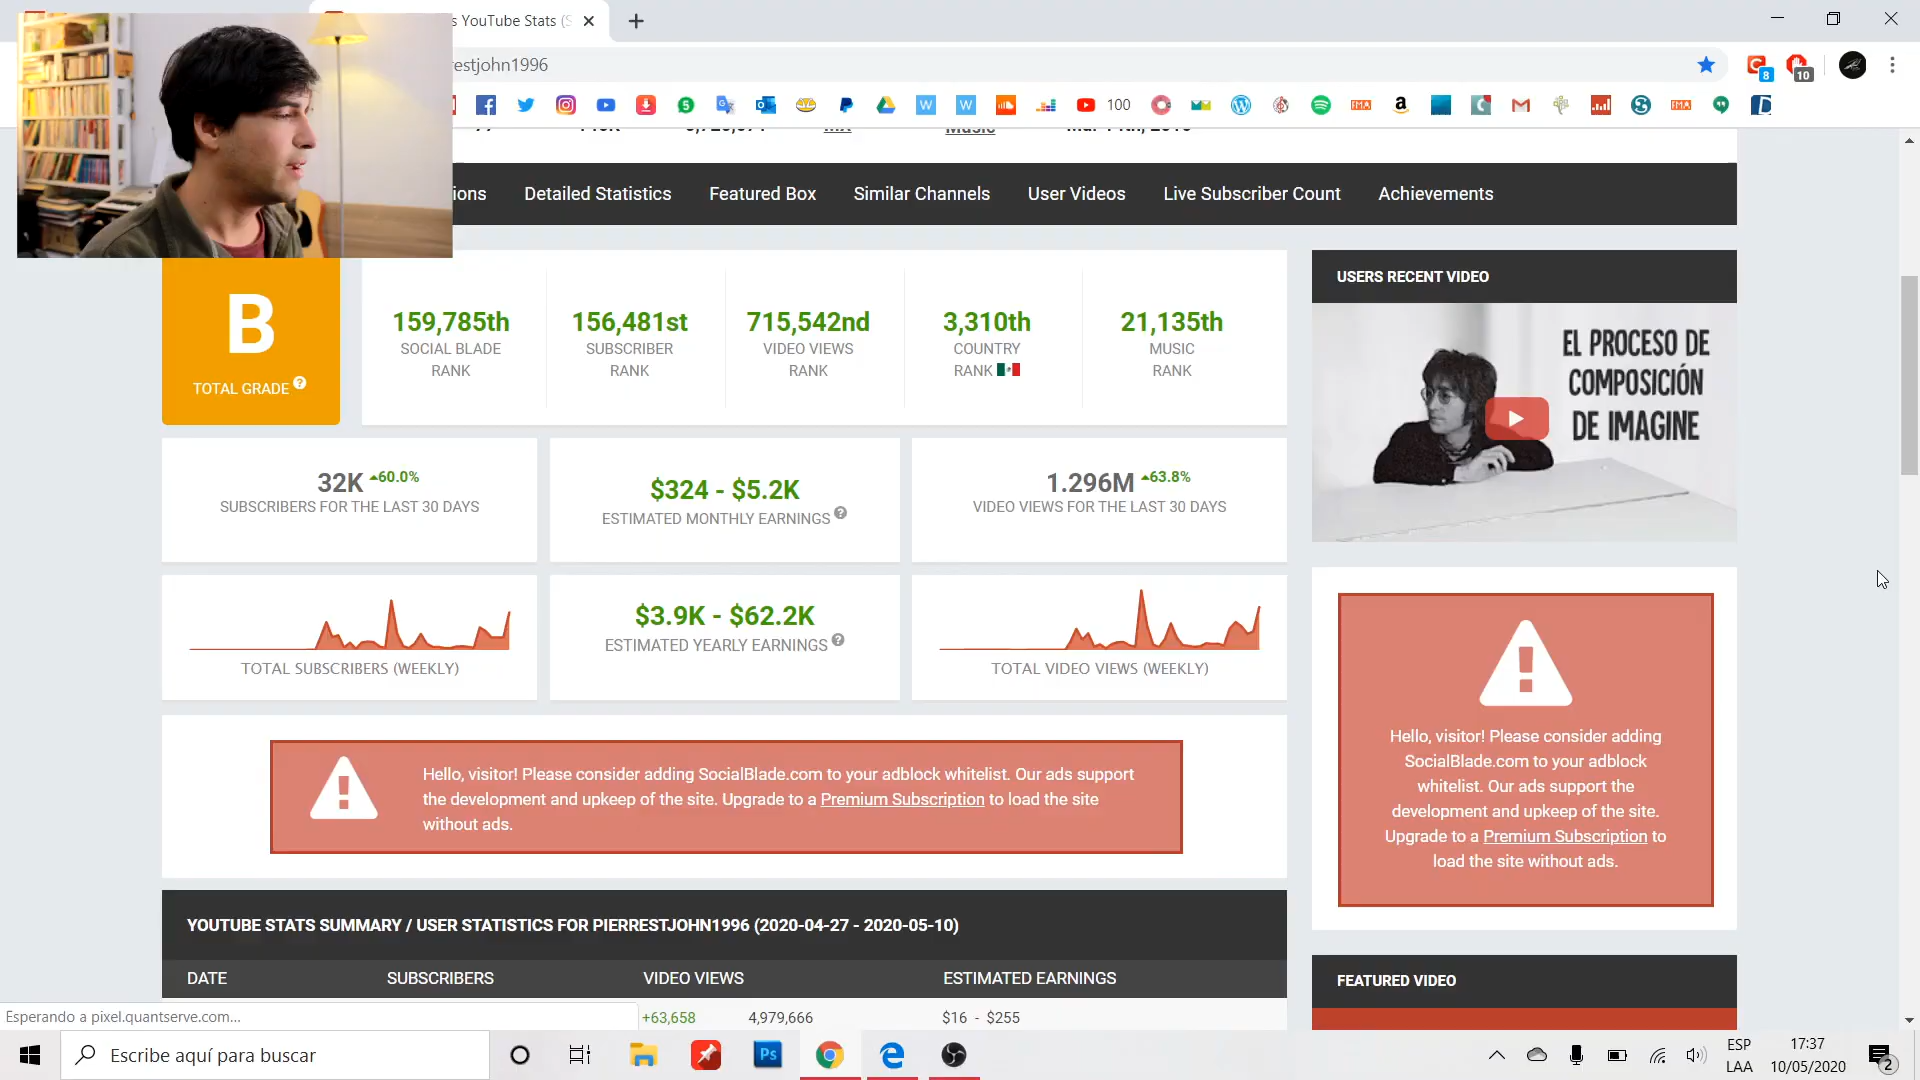 s YouTube Stats (S
restjohn1996
8
10
100
Music
ions
Detailed Statistics
Featured Box
Similar Channels
User Videos
Live Subscriber Count
Achievements
B
TOTAL GRADE
159,785th
SOCIAL BLADE
RANK
156,481st
SUBSCRIBER
RANK
715,542nd
VIDEO VIEWS
RANK
3,310th
COUNTRY
RANK
21,135th
MUSIC
RANK
USERS RECENT VIDEO
EL PROCESO DE
COMPOSICIÓN
DE IMAGINE
32K 60.0%
SUBSCRIBERS FOR THE LAST 30 DAYS
$324 - $5.2K
ESTIMATED MONTHLY EARNINGS
1.296M 63.8%
VIDEO VIEWS FOR THE LAST 30 DAYS
TOTAL SUBSCRIBERS (WEEKLY)
$3.9K - $62.2K
ESTIMATED YEARLY EARNINGS
TOTAL VIDEO VIEWS (WEEKLY)
Hello, visitor! Please consider adding SocialBlade.com to your adblock whitelist. Our ads support
the development and upkeep of the site. Upgrade to a Premium Subscription to load the site
without ads.
Hello, visitor! Please consider adding
SocialBlade.com to your adblock
whitelist. Our ads support the
development and upkeep of the site.
Upgrade to a Premium Subscription to
load the site without ads.
YOUTUBE STATS SUMMARY / USER STATISTICS FOR PIERRESTJOHN1996 (2020-04-27 - 2020-05-10)
DATE
SUBSCRIBERS
VIDEO VIEWS
ESTIMATED EARNINGS
+63,658
4,979,666
$16 - $255
FEATURED VIDEO
Esperando a pixel.quantserve.com...
Escribe aquí para buscar
Ps
ESP
LAA
17:37
10/05/2020
2